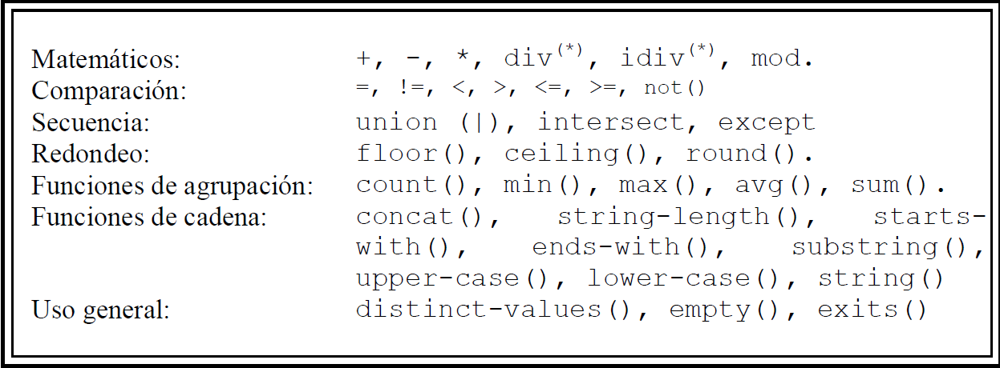 Matemáticos: +, -, *, div(*), idiv(*), mod.
Comparación: =, !=, <, >, <=, >=, not()
Secuencia: union (|), intersect, except
Redondeo: floor(), ceiling(), round().
Funciones de agrupación: count(), min(), max(), avg(), sum().
Funciones de cadena: concat(), string-length(), starts-
with(), ends-with(), substring(),
upper-case(), lower-case(), string()
Uso general: distinct-values(), empty(), exits()